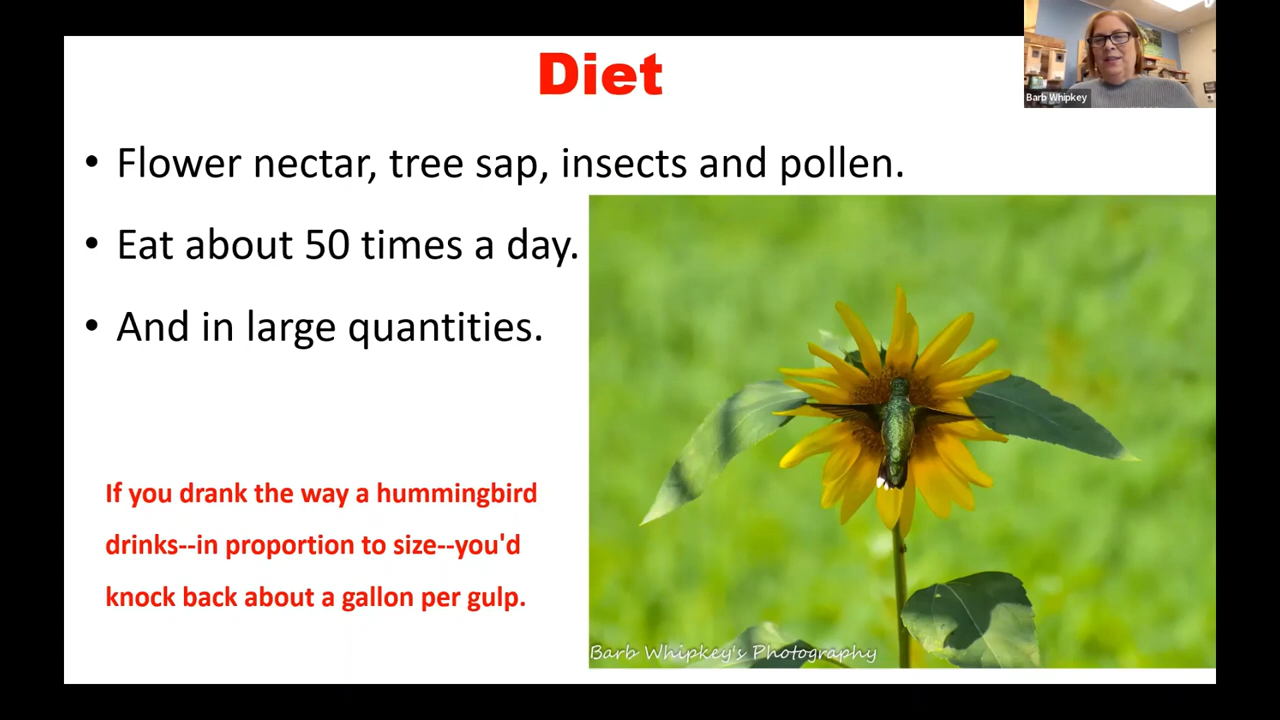 Diet
Barb Whipkey
• Flower nectar, tree sap, insects and pollen.
• Eat about 50 times a day.
• And in large quantities.
If you drank the way a hummingbird
drinks--in proportion to size--you'd
knock back about a gallon per gulp.
Barb Whipkey's Photography